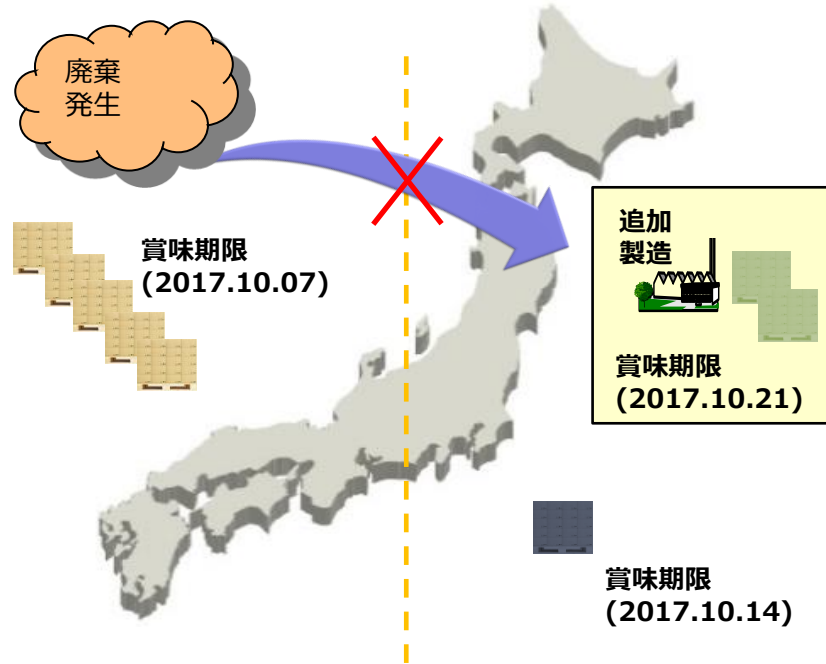 廃棄
発生
賞味期限
(2017.10.07)
追加
製造
賞味期限
(2017.10.21)
賞味期限
(2017.10.14)